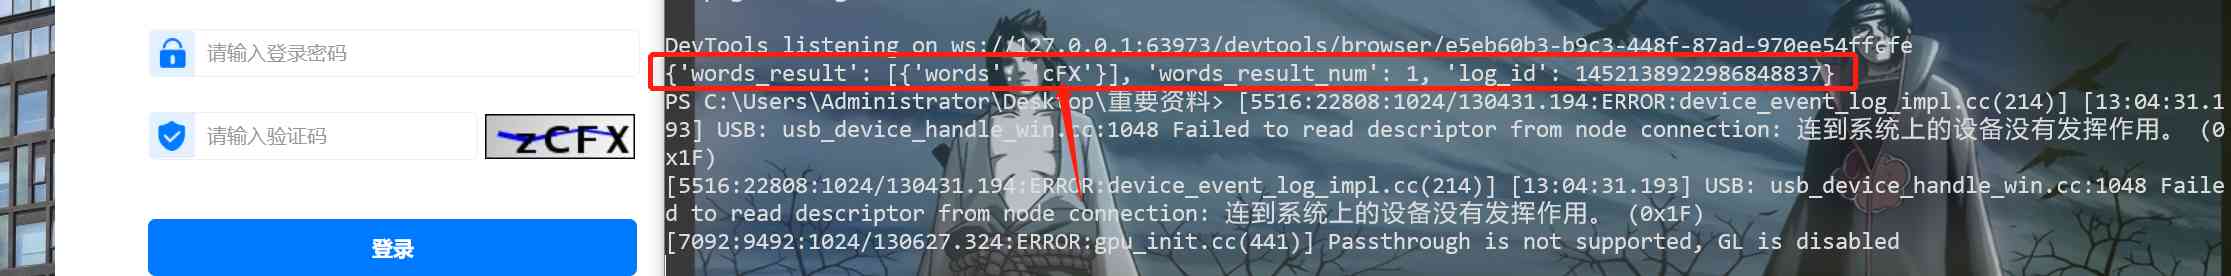 请输入登录密码
请输入验证码
zCFX
登录
DevTools listening on ws://127.0.0.1:63973/devtools/browser/e5eb60b3-b9c3-448f-87ad-970ee54ffcfe
{'words_result': [{'words': 'cFX'}], 'words_result_num': 1, 'log_id': 1452138922986848837}
PS C:\Users\Administrator\Desktop\重要资料> [5516:22808:1024/130431.194:ERROR:device_event_log_impl.cc(214)] [13:04:31.1
93] USB: usb_device_handle_win.cc:1048 Failed to read descriptor from node connection: 连到系统上的设备没有发挥作用。 (0
x1F)
[5516:22808:1024/130431.194:ERROR:device_event_log_impl.cc(214)] [13:04:31.193] USB: usb_device_handle_win.cc:1048 Faile
d to read descriptor from node connection: 连到系统上的设备没有发挥作用。 (0x1F)
[7092:9492:1024/130627.324:ERROR:gpu_init.cc(441)] Passthrough is not supported, GL is disabled